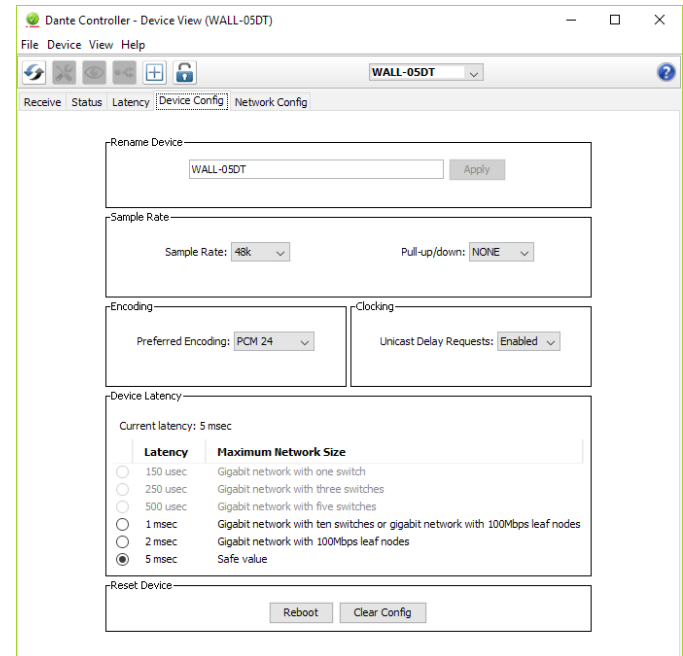 Dante Controller - Device View (WALL-05DT)
File Device View Help
WALL-05DT
Receive Status Latency Device Config Network Config
Rename Device
WALL-05DT Apply
Sample Rate
Sample Rate: 48k Pull-up/down: NONE
Encoding Clocking
Preferred Encoding: PCM 24 Unicast Delay Requests: Enabled
Device Latency
Current latency: 5 msec
Latency Maximum Network Size
150 usec Gigabit network with one switch
250 usec Gigabit network with three switches
500 usec Gigabit network with five switches
1 msec Gigabit network with ten switches or gigabit network with 100Mbps leaf nodes
2 msec Gigabit network with 100Mbps leaf nodes
5 msec Safe value
Reset Device
Reboot Clear Config